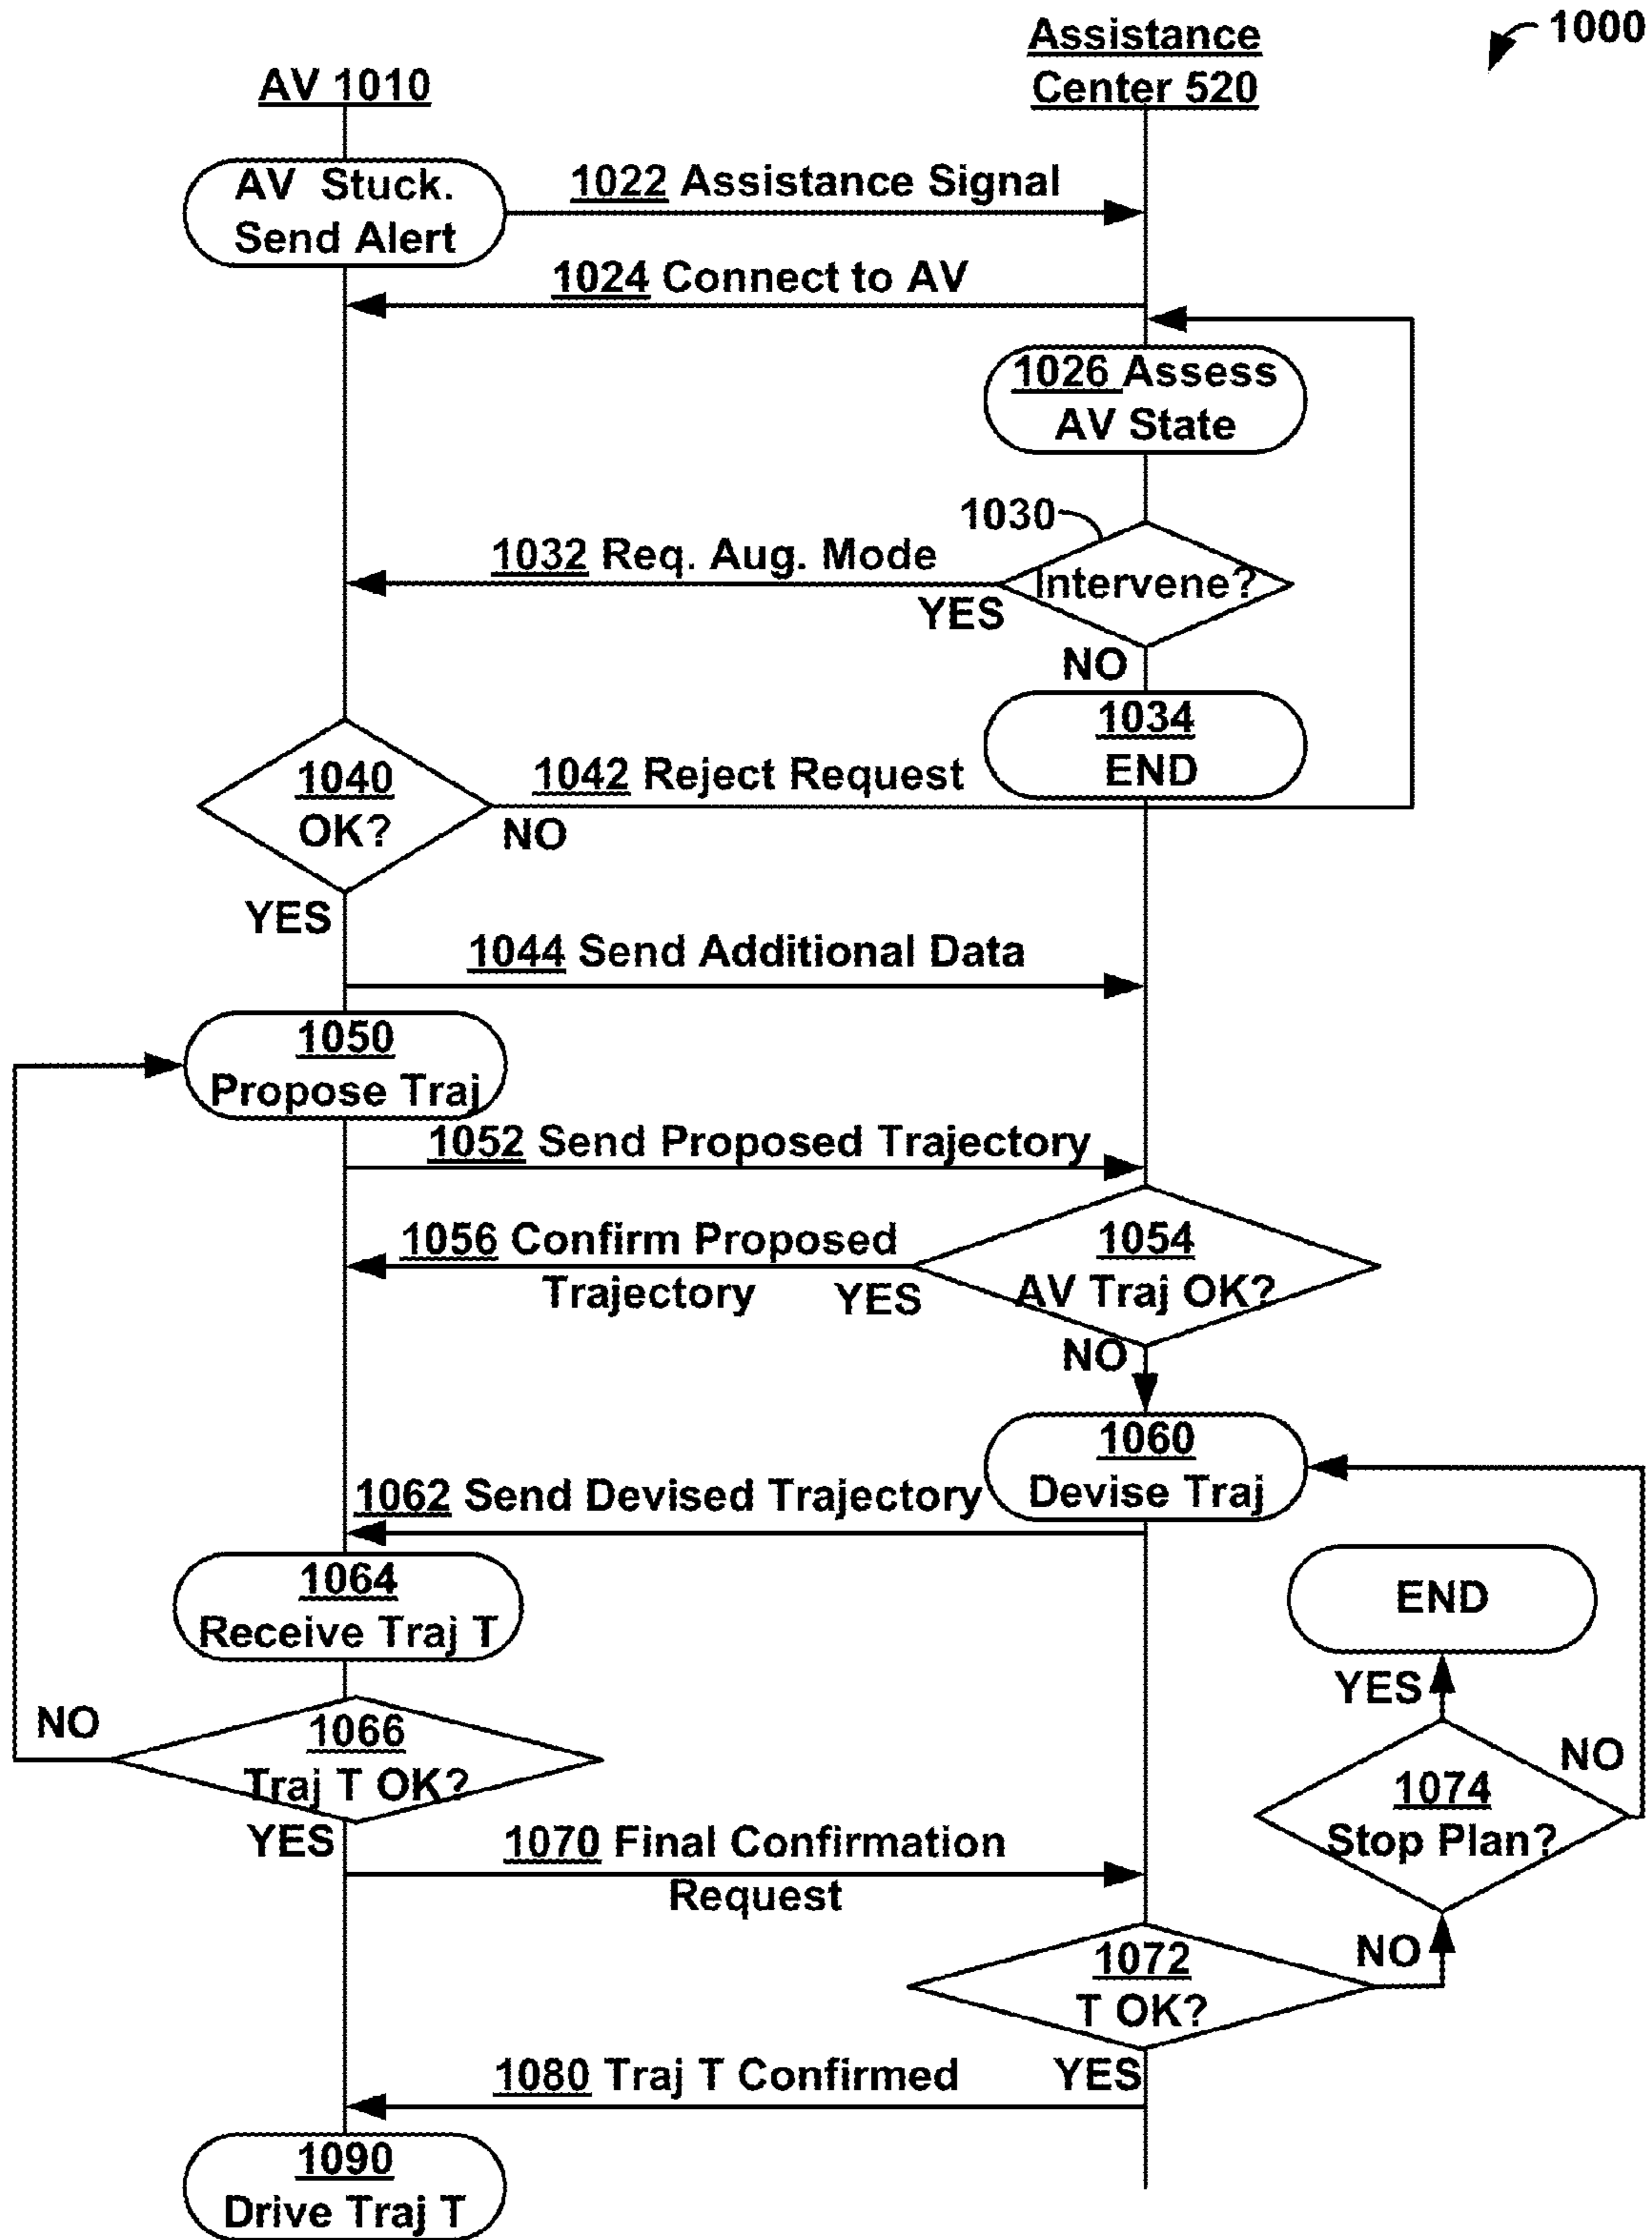 1000
Assistance
Center 520
AV 1010
AV Stuck.
Send Alert
1022 Assistance Signal
1024 Connect to AV
1026 Assess
AV State
1030
Intervene?
1032 Req. Aug. Mode
YES
NO
1034
END
1040
OK?
1042 Reject Request
NO
YES
1044 Send Additional Data
1050
Propose Traj
1052 Send Proposed Trajectory
1054
AV Traj OK?
1056 Confirm Proposed
Trajectory
YES
NO
1060
Devise Traj
1062 Send Devised Trajectory
1064
Receive Traj T
END
YES
NO
1066
Traj T OK?
NO
1074
Stop Plan?
YES
1070 Final Confirmation
Request
1072
T OK?
NO
1080 Traj T Confirmed
YES
1090
Drive Traj T